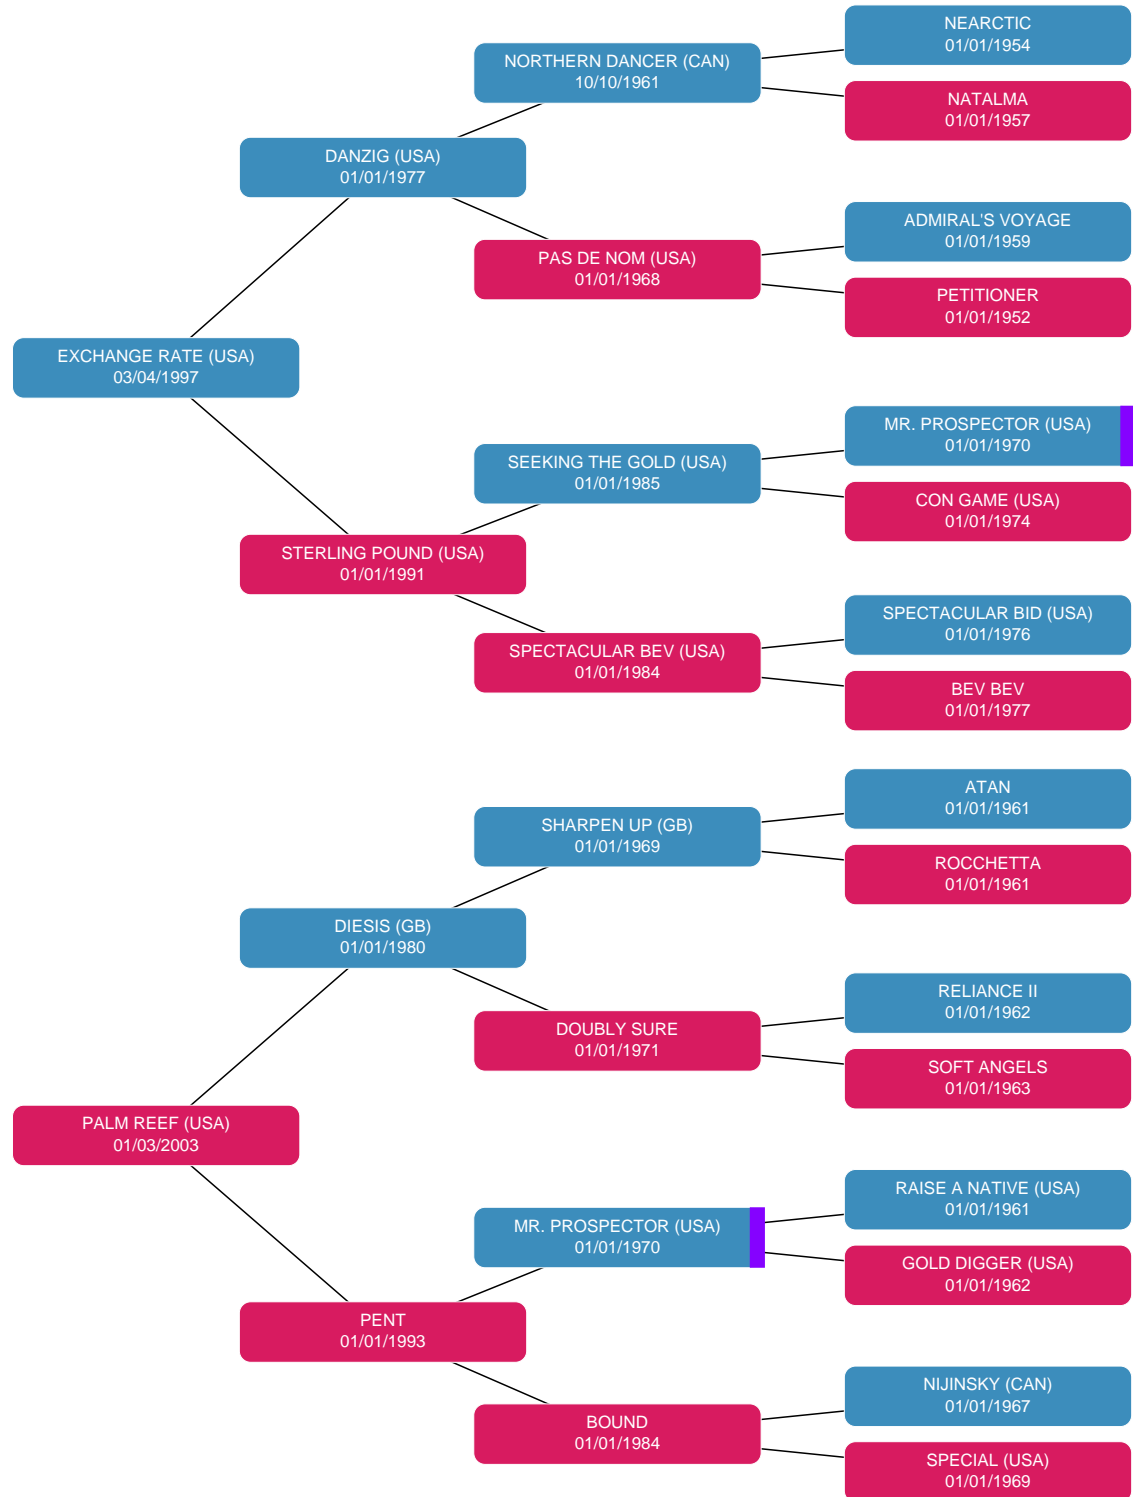 NEARCTIC
01/01/1954
NORTHERN DANCER (CAN)
10/10/1961
NATALMA
01/01/1957
DANZIG (USA)
01/01/1977
ADMIRAL'S VOYAGE
01/01/1959
PAS DE NOM (USA)
01/01/1968
PETITIONER
01/01/1952
EXCHANGE RATE (USA)
03/04/1997
MR. PROSPECTOR (USA)
01/01/1970
SEEKING THE GOLD (USA)
01/01/1985
CON GAME (USA)
01/01/1974
STERLING POUND (USA)
01/01/1991
SPECTACULAR BID (USA)
01/01/1976
SPECTACULAR BEV (USA)
01/01/1984
BEV BEV
01/01/1977
ATAN
01/01/1961
SHARPEN UP (GB)
01/01/1969
ROCCHETTA
01/01/1961
DIESIS (GB)
01/01/1980
RELIANCE II
01/01/1962
DOUBLY SURE
01/01/1971
SOFT ANGELS
01/01/1963
PALM REEF (USA)
01/03/2003
RAISE A NATIVE (USA)
01/01/1961
MR. PROSPECTOR (USA)
01/01/1970
GOLD DIGGER (USA)
01/01/1962
PENT
01/01/1993
NIJINSKY (CAN)
01/01/1967
BOUND
01/01/1984
SPECIAL (USA)
01/01/1969